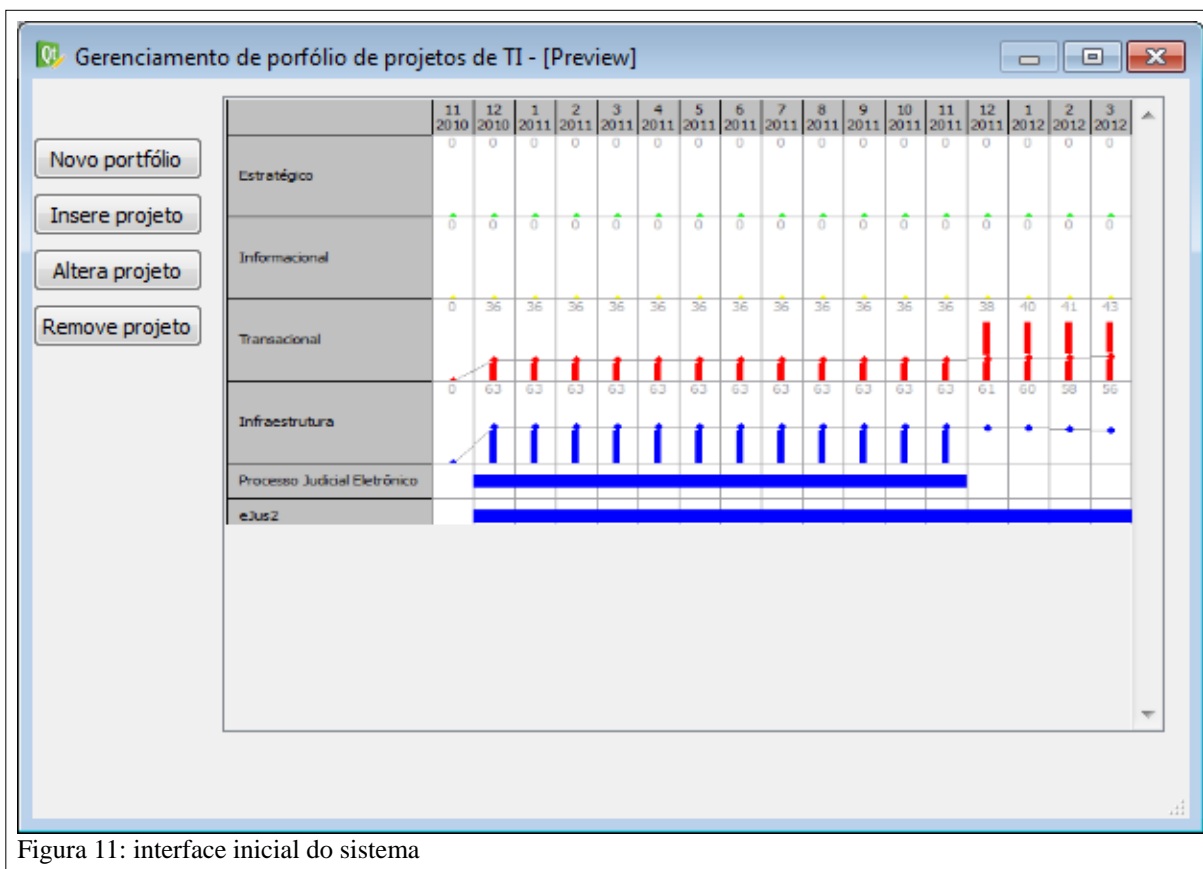 Gerenciamento de porfólio de projetos de TI - [Preview]
Novo portfólio
Insere projeto
Altera projeto
Remove projeto
11 12 1 2 3 4 5 6 7 8 9 10 11 12 1 2 3
2010 2010 2011 2011 2011 2011 2011 2011 2011 2011 2011 2011 2011 2011 2012 2012 2012
0 0 0 0 0 0 0 0 0 0 0 0 0 0 0 0 0
Estratégico
0 0 0 0 0 0 0 0 0 0 0 0 0 0 0 0 0
Informacional
0 36 36 36 36 36 36 36 36 36 36 36 36 38 40 41 43
Transacional
0 63 63 63 63 63 63 63 63 63 63 63 63 61 60 58 56
Infraestrutura
Processo Judicial Eletrônico
eJus2
Figura 11: interface inicial do sistema